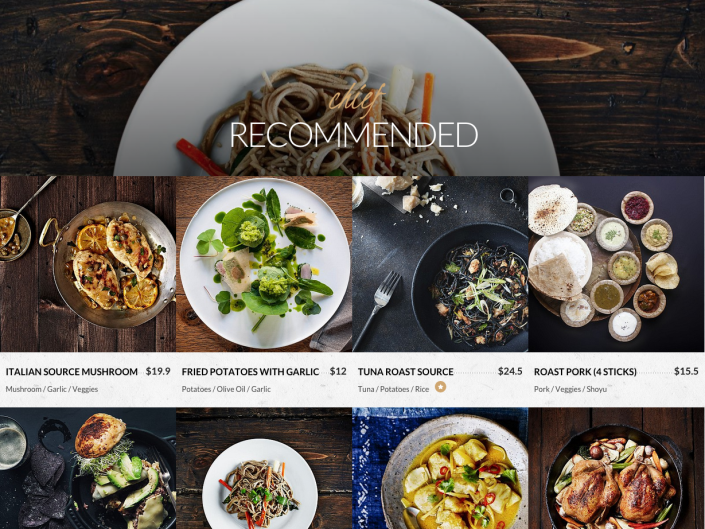 chief
RECOMMENDED
ITALIAN SOURCE MUSHROOM $19.9
Mushroom / Garlic / Veggies
FRIED POTATOES WITH GARLIC $12
Potatoes / Olive Oil / Garlic
TUNA ROAST SOURCE $24.5
Tuna / Potatoes / Rice
ROAST PORK (4 STICKS) $15.5
Pork / Veggies / Shoyu